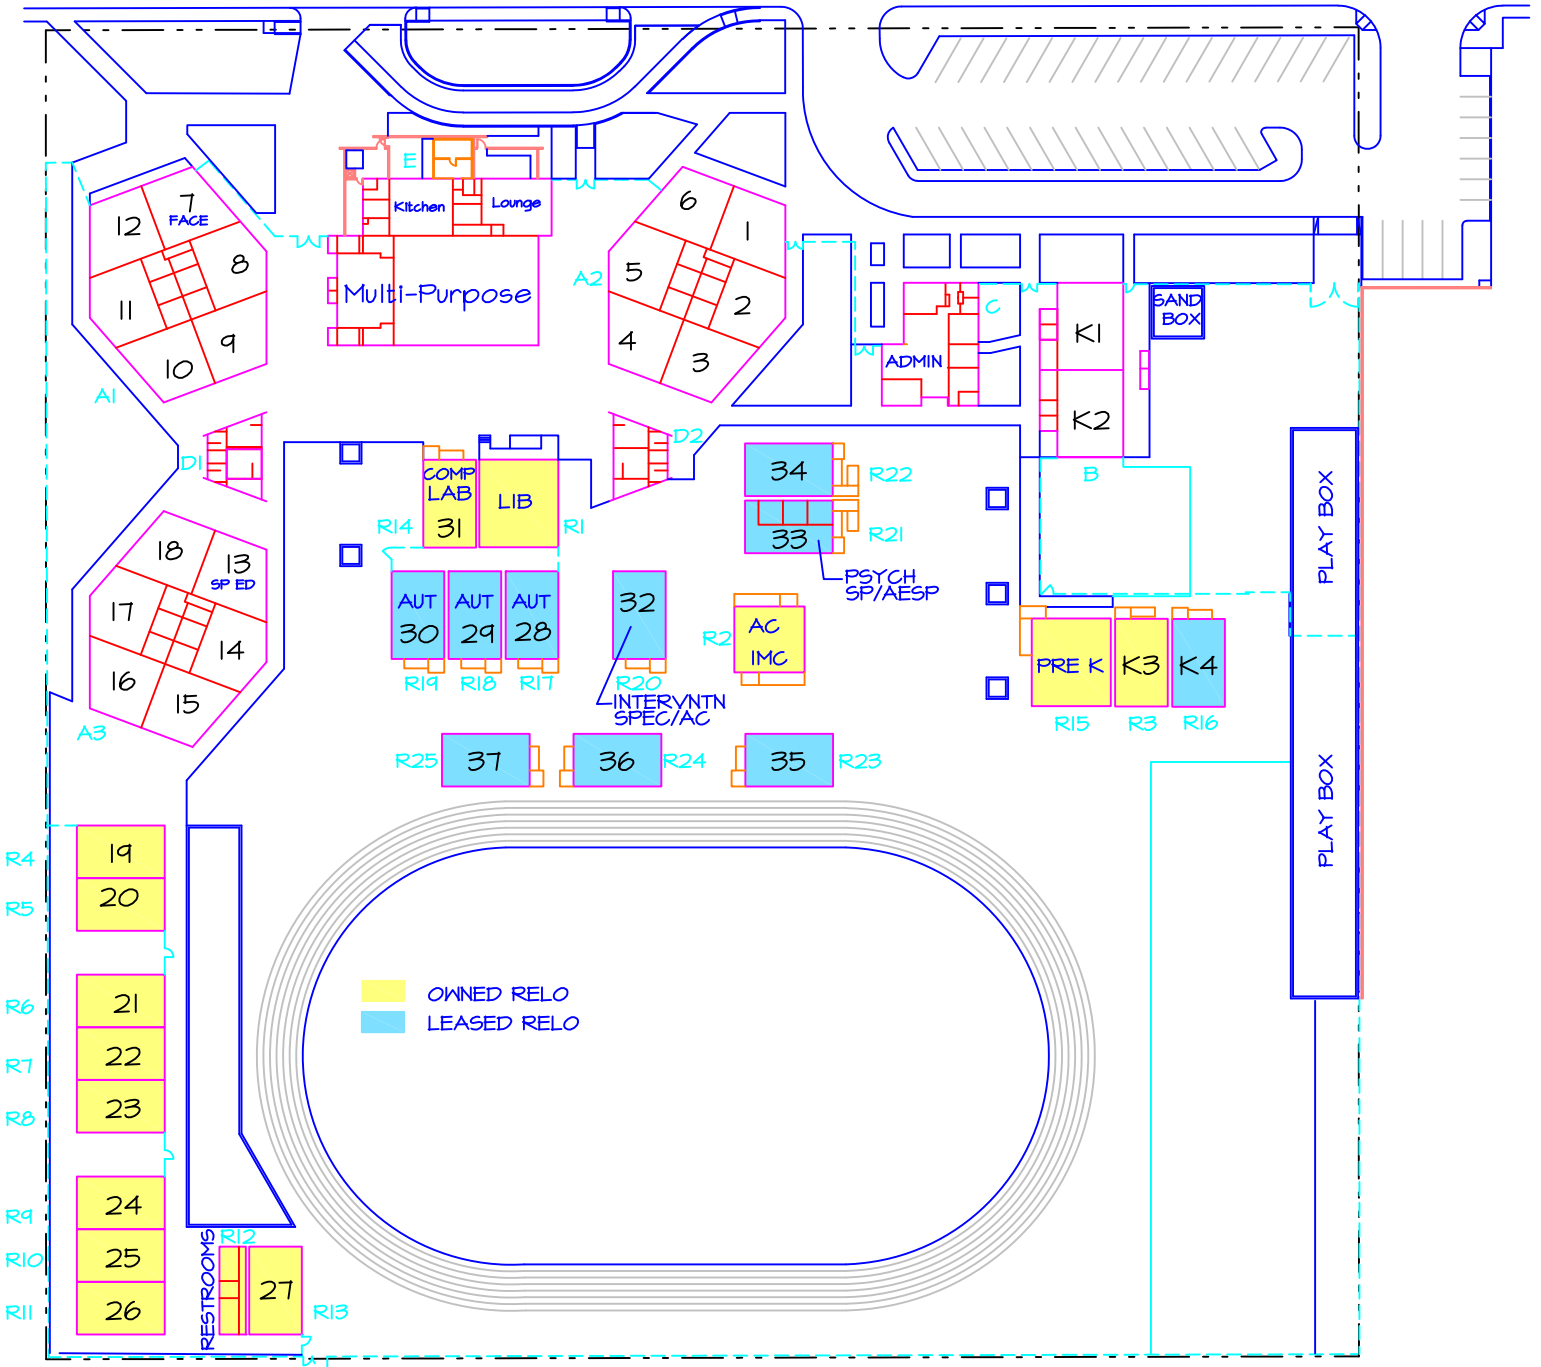 E
7
FACE
12
8
11
9
10
A1
Kitchen
Lounge
Multi-Purpose
6
1
5
A2
2
4
3
C
ADMIN
K1
K2
SAND
BOX
B
D1
D2
COMP
LAB
31
LIB
R14
R1
34
R22
33
R21
PSYCH
SP/AESP
PLAY BOX
18
13
SP ED
17
14
16
15
A3
AUT
30
AUT
29
AUT
28
R19
R18
R17
32
R20
INTERVNTN
SPEC/AC
R2
AC
IMC
PRE K
K3
K4
R15
R3
R16
R25
37
36
R24
35
R23
PLAY BOX
R4
19
R5
20
R6
21
R7
22
R8
23
OWNED RELO
LEASED RELO
R9
24
R10
25
R11
26
RESTROOMS
R12
27
R13